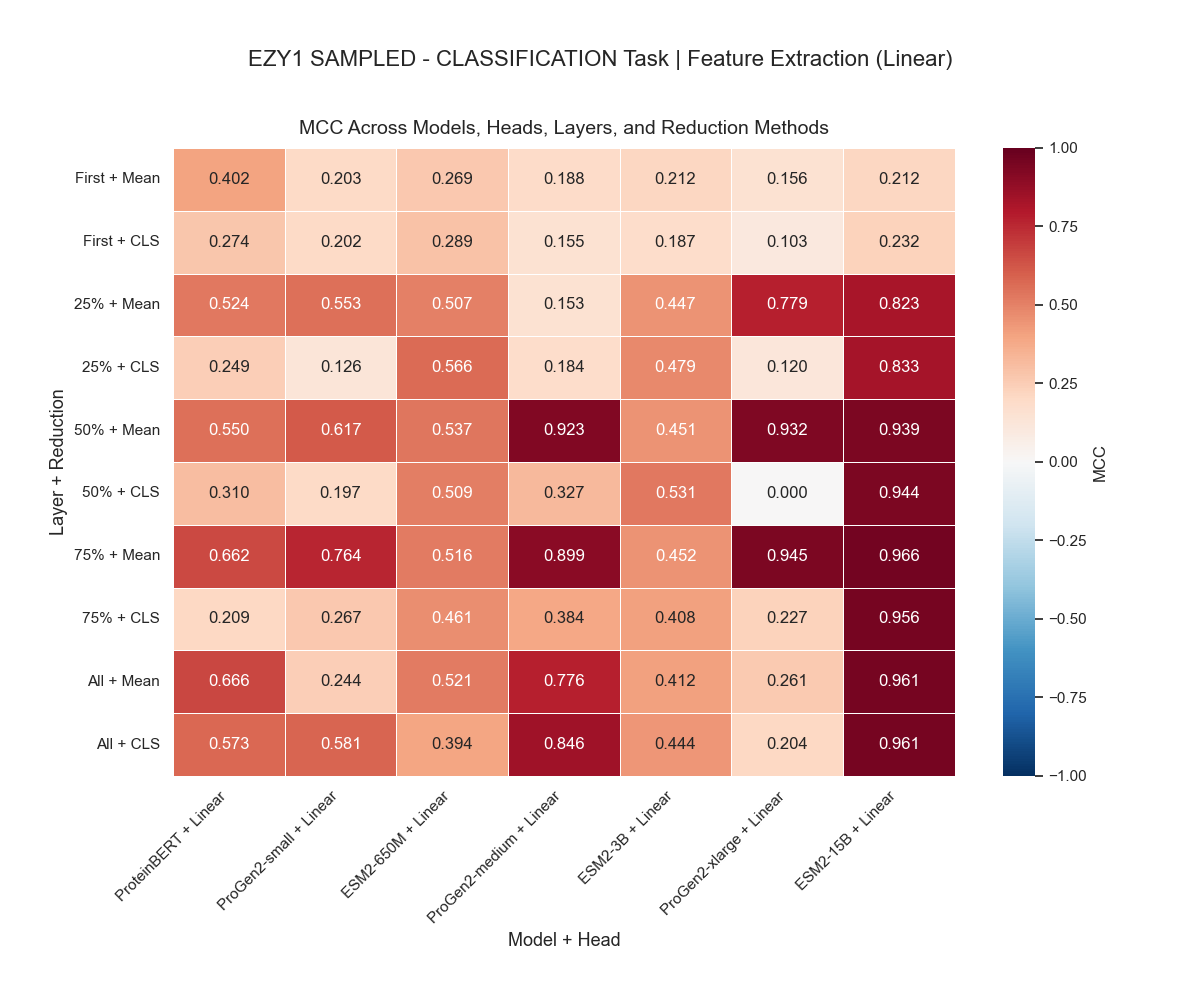 EZY1 SAMPLED - CLASSIFICATION Task | Feature Extraction (Linear)
MCC Across Models, Heads, Layers, and Reduction Methods
Layer + Reduction
First + Mean 0.402 0.203 0.269 0.188 0.212 0.156 0.212
First + CLS 0.274 0.202 0.289 0.155 0.187 0.103 0.232
25% + Mean 0.524 0.553 0.507 0.153 0.447 0.779 0.823
25% + CLS 0.249 0.126 0.566 0.184 0.479 0.120 0.833
50% + Mean 0.550 0.617 0.537 0.923 0.451 0.932 0.939
50% + CLS 0.310 0.197 0.509 0.327 0.531 0.000 0.944
75% + Mean 0.662 0.764 0.516 0.899 0.452 0.945 0.966
75% + CLS 0.209 0.267 0.461 0.384 0.408 0.227 0.956
All + Mean 0.666 0.244 0.521 0.776 0.412 0.261 0.961
All + CLS 0.573 0.581 0.394 0.846 0.444 0.204 0.961
ProteinBERT + Linear
ProGen2-small + Linear
ESM2-650M + Linear
ProGen2-medium + Linear
ESM2-3B + Linear
ProGen2-xlarge + Linear
ESM2-15B + Linear
Model + Head
1.00
0.75
0.50
0.25
0.00
−0.25
−0.50
−0.75
−1.00
MCC